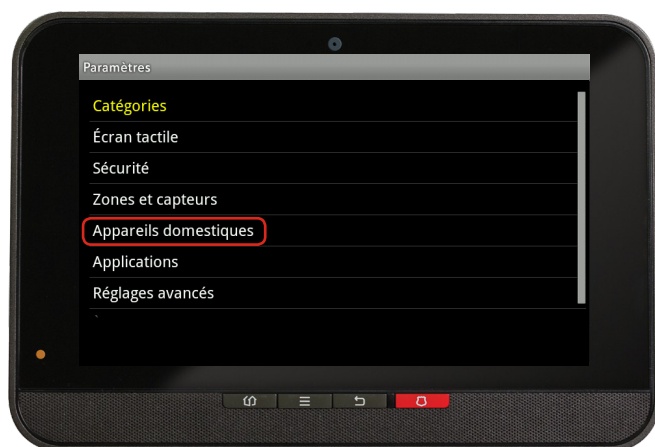 Paramètres
Catégories
Écran tactile
Sécurité
Zones et capteurs
Appareils domestiques
Applications
Réglages avancés